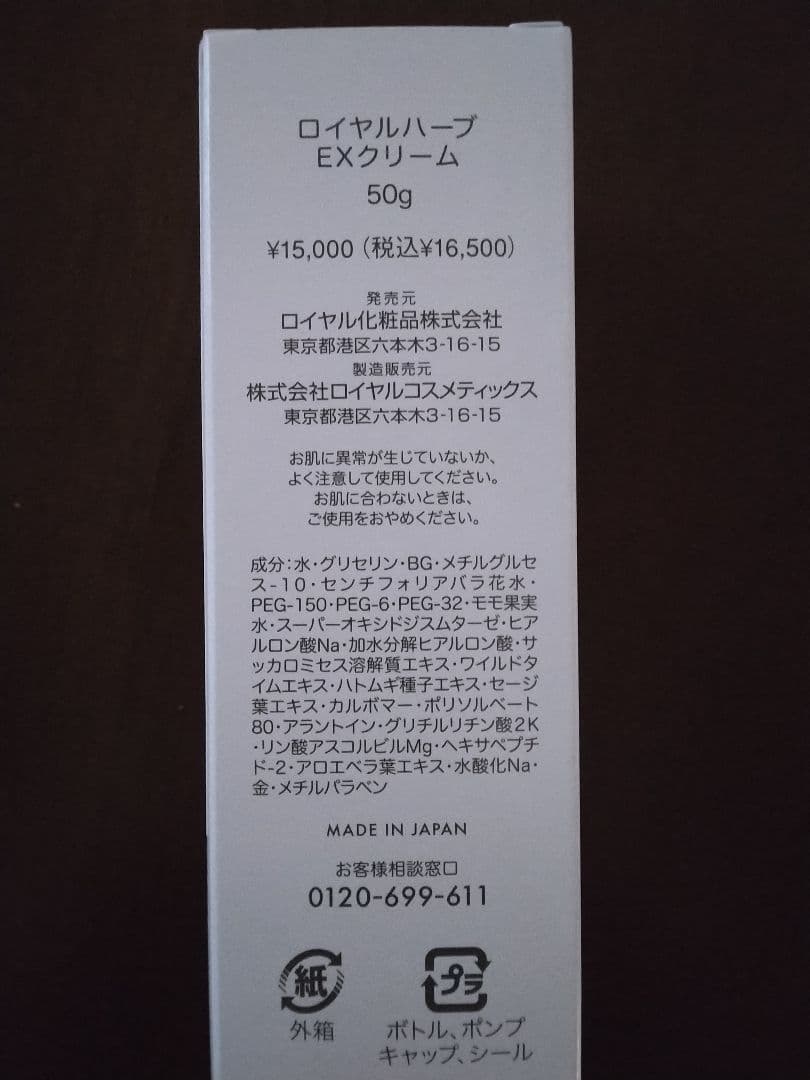 ロイヤルハーブ
EXクリーム
50g
¥15,000（税込¥16,500）
発売元
ロイヤル化粧品株式会社
東京都港区六本木3-16-15
製造販売元
株式会社ロイヤルコスメティックス
東京都港区六本木3-16-15
お肌に異常が生じていないか、
よく注意して使用してください。
お肌に合わないときは、
ご使用をおやめください。
成分：水・グリセリン・BG・メチルグルセ
ス-10・センチフォリアバラ花水・
PEG-150・PEG-6・PEG-32・モモ果実
水・スーパーオキシドジスムターゼ・ヒア
ルロン酸Na・加水分解ヒアルロン酸・サ
ッカロミセス溶解質エキス・ワイルドタ
イムエキス・ハトムギ種子エキス・セージ
葉エキス・カルボマー・ポリソルベート
80・アラントイン・グリチルリチン酸2K
・リン酸アスコルビルMg・ヘキサペプチ
ド-2・アロエベラ葉エキス・水酸化Na・
金・メチルパラベン
MADE IN JAPAN
お客様相談窓口
0120-699-611
紙
プラ
外箱
ボトル、ポンプ
キャップ、シール